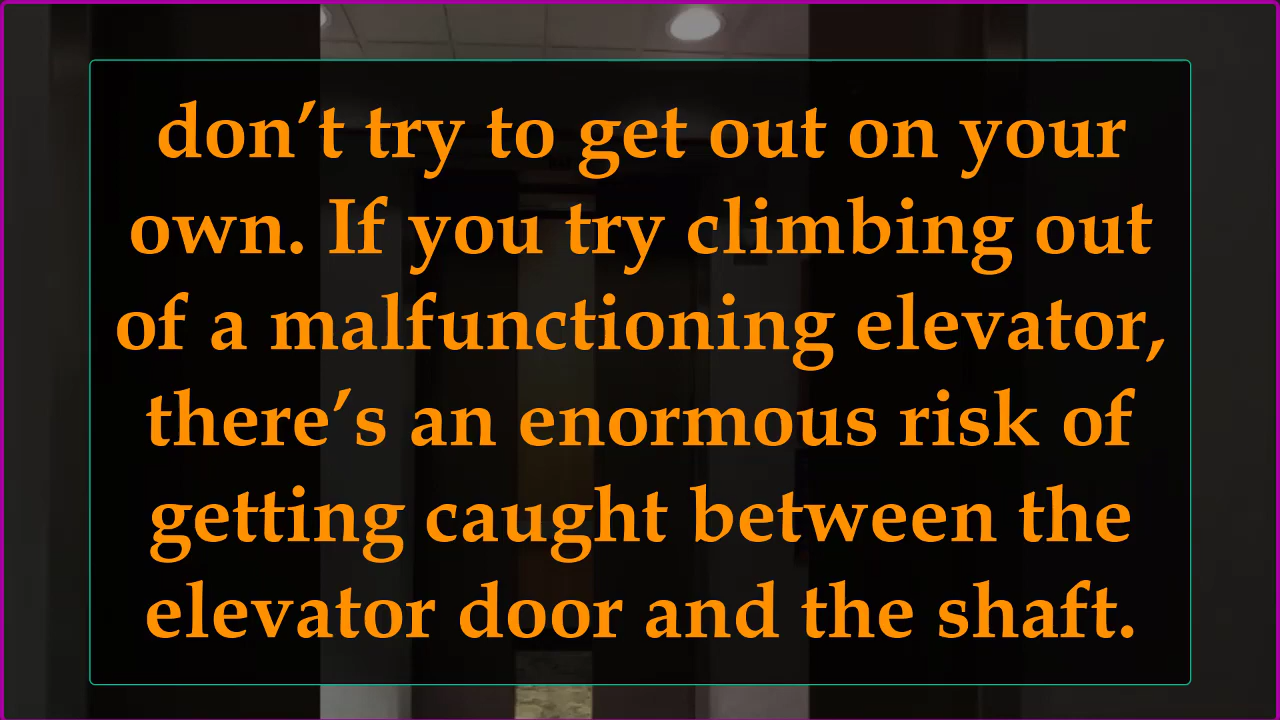 don’t try to get out on your
own. If you try climbing out
of a malfunctioning elevator,
there’s an enormous risk of
getting caught between the
elevator door and the shaft.